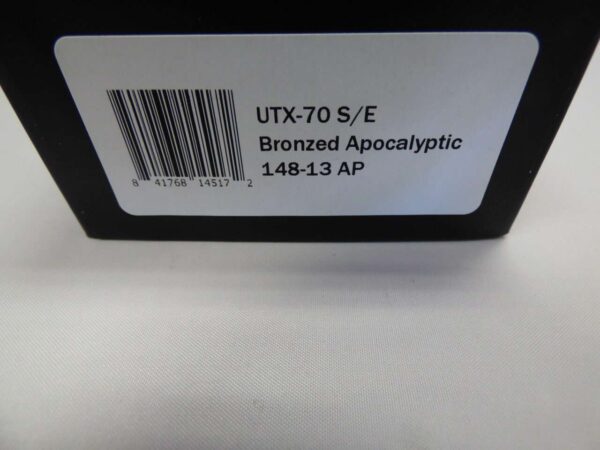 UTX-70 S/E
Bronzed Apocalyptic
148-13 AP
8 41768 14517 2